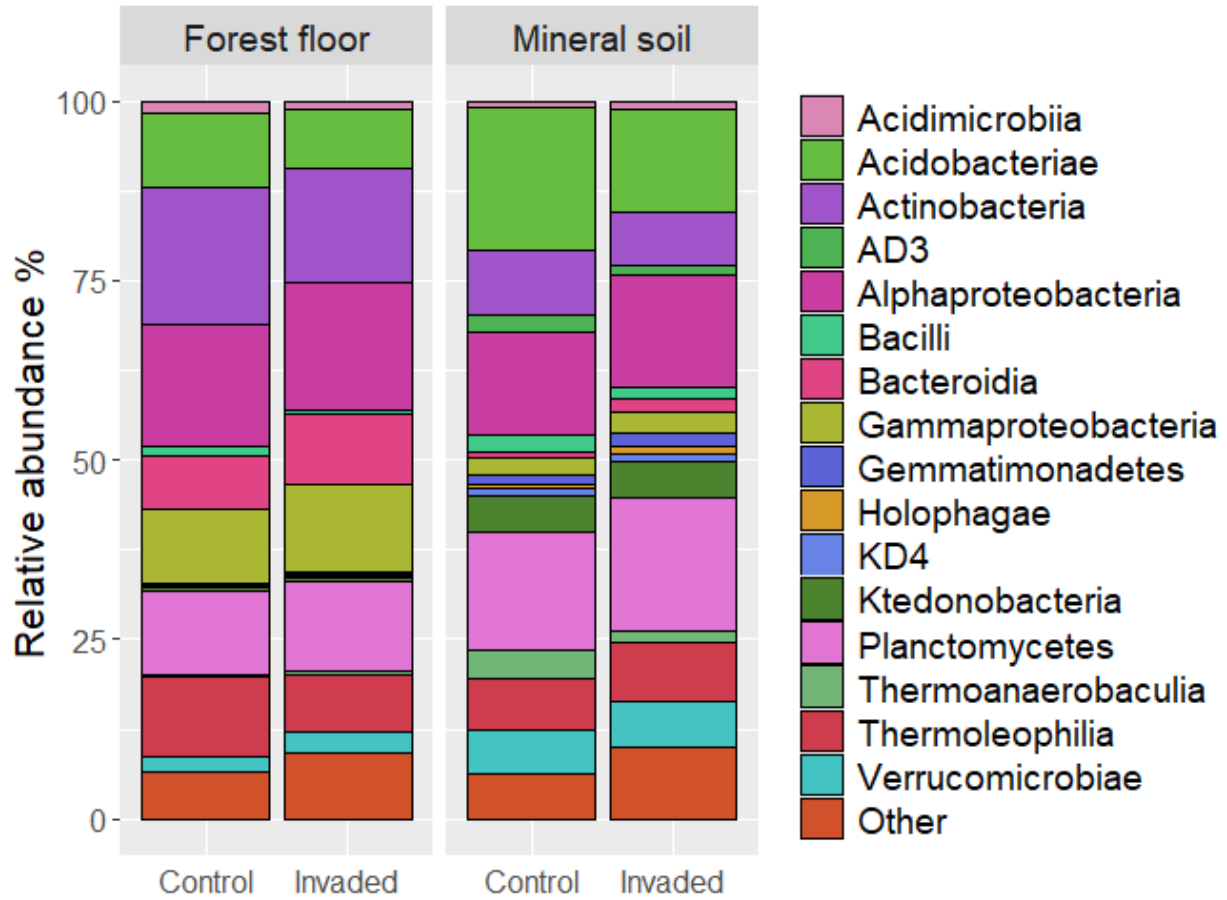 Forest floor
Mineral soil
Relative abundance %
100
75
50
25
0
Control
Invaded
Control
Invaded
Acidimicrobiia
Acidobacteriae
Actinobacteria
AD3
Alphaproteobacteria
Bacilli
Bacteroidia
Gammaproteobacteria
Gemmatimonadetes
Holophagae
KD4
Ktedonobacteria
Planctomycetes
Thermoanaerobaculia
Thermoleophilia
Verrucomicrobiae
Other